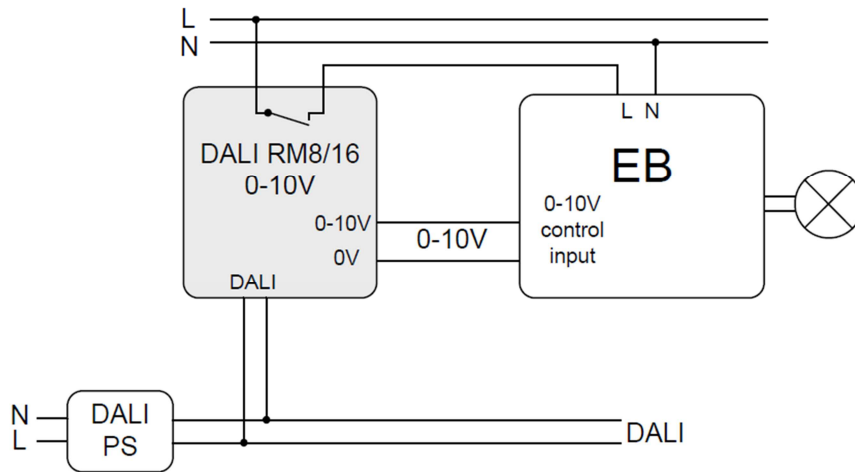 L
N
L N
DALI RM8/16
0-10V
EB
0-10V
0V
DALI
0-10V
0-10V
control
input
N
L
DALI
PS
DALI